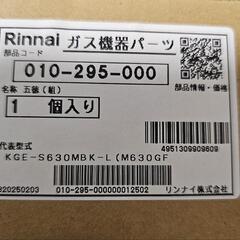 Rinnai ガス機器パーツ
部品コード
010-295-000
名称 五徳(組)
部品情報・価格
1 個入り
代表型式
4951309909609
KGE-S630MBK-L(M630GF
820250203 010-295-000000012502 リンナイ株式会社